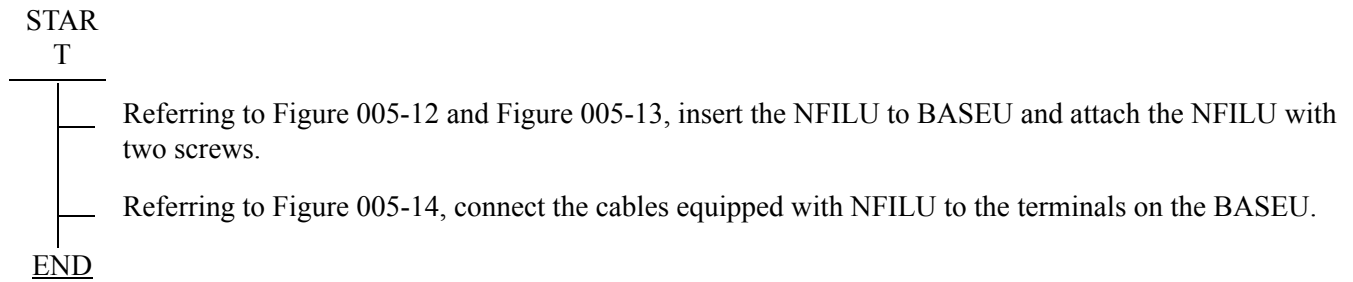 STAR
T
Referring to Figure 005-12 and Figure 005-13, insert the NFILU to BASEU and attach the NFILU with
two screws.
Referring to Figure 005-14, connect the cables equipped with NFILU to the terminals on the BASEU.
END